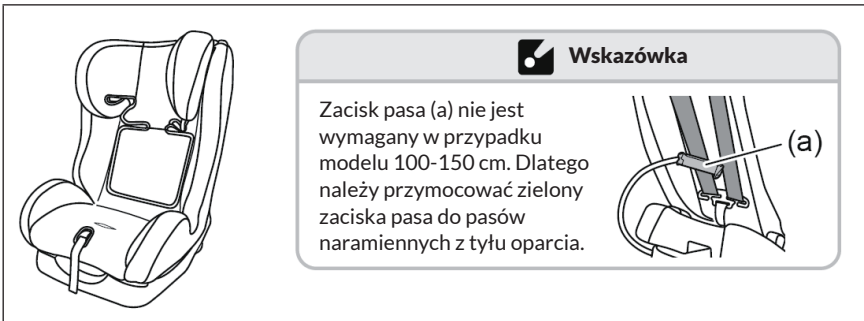 Wskazówka
Zacisk pasa (a) nie jest
wymagany w przypadku
modelu 100-150 cm. Dlatego
należy przymocować zielony
zaciska pasa do pasów
naramiennych z tyłu oparcia.
(a)